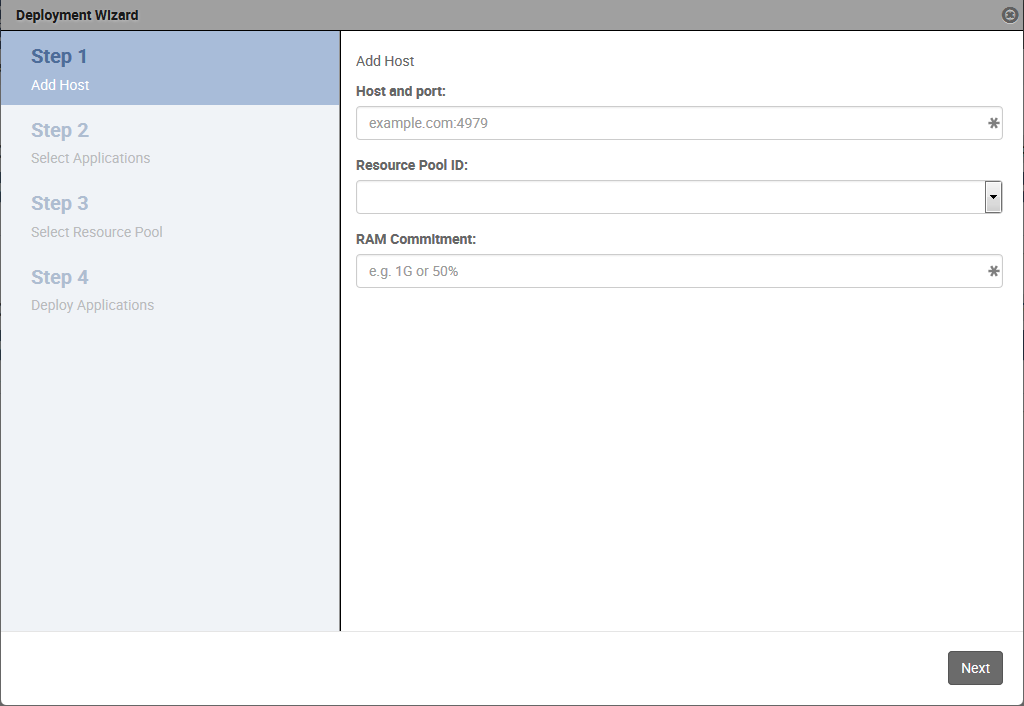 Deployment Wizard
Step 1
Add Host
Step 2
Select Applications
Step 3
Select Resource Pool
Step 4
Deploy Applications
Add Host
Host and port:
example.com:4979
Resource Pool ID:
RAM Commitment:
e.g. 1G or 50%
Next